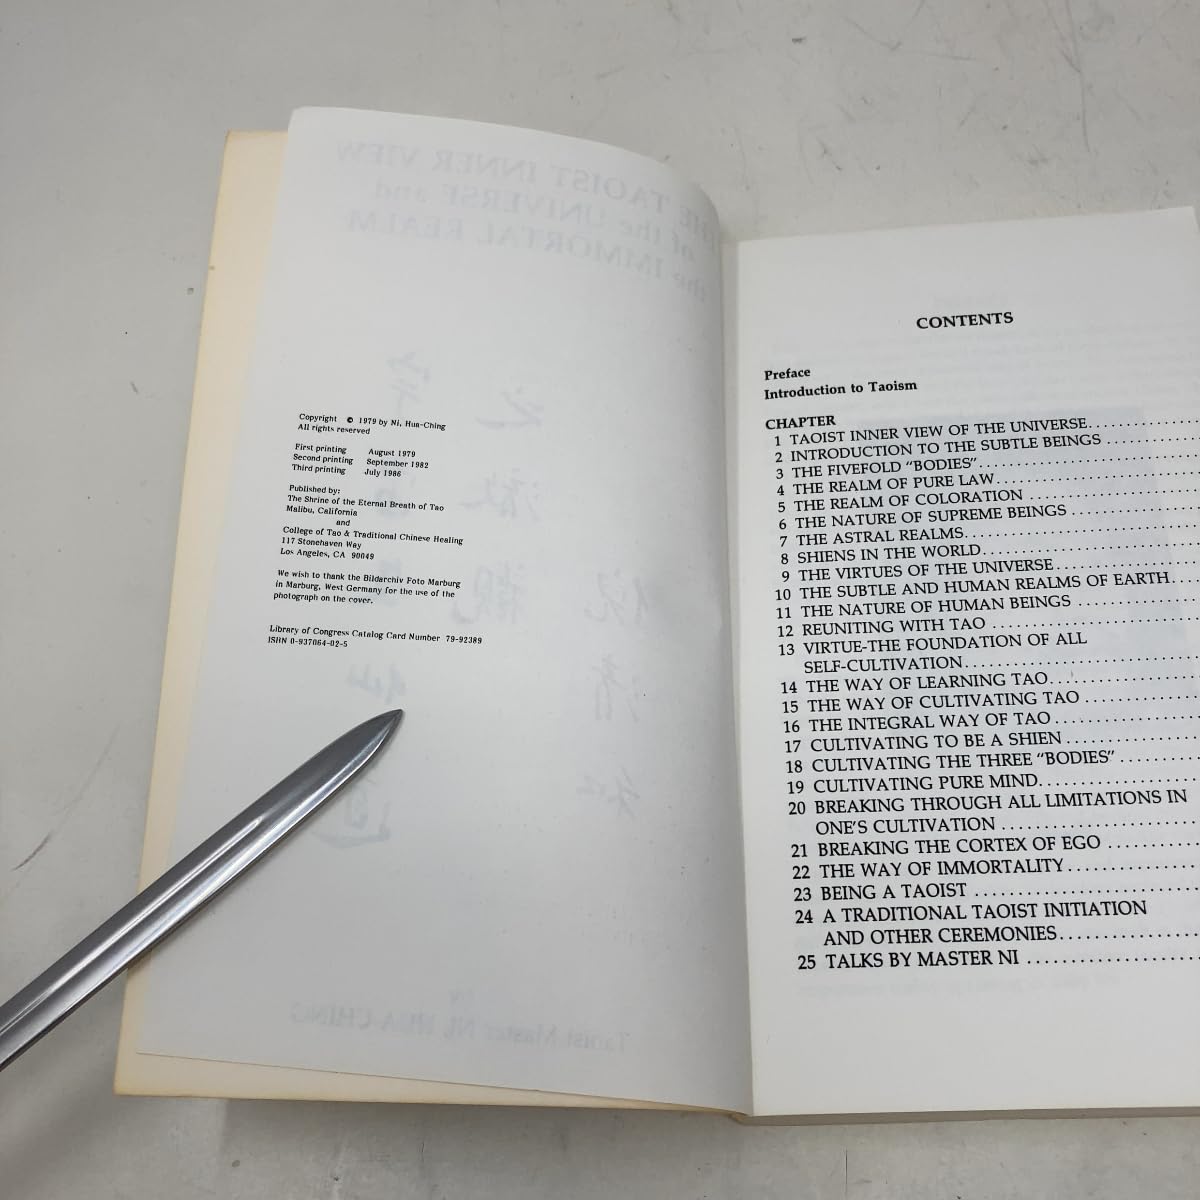 Copyright © 1979 by Ni, Hua-Ching
All rights reserved
First printing August 1979
Second printing September 1982
Third printing July 1986
Published by:
The Shrine of the Eternal Breath of Tao
Malibu, California
and
College of Tao & Traditional Chinese Healing
117 Stonehaven Way
Los Angeles, CA 90049
We wish to thank the Bildarchiv Foto Marburg
in Marburg, West Germany for the use of the
photograph on the cover.
Library of Congress Catalog Card Number 79-92389
ISBN 0-937064-02-5
CONTENTS
Preface
Introduction to Taoism
CHAPTER
1 TAOIST INNER VIEW OF THE UNIVERSE
2 INTRODUCTION TO THE SUBTLE BEINGS
3 THE FIVEFOLD “BODIES”
4 THE REALM OF PURE LAW
5 THE REALM OF COLORATION
6 THE NATURE OF SUPREME BEINGS
7 THE ASTRAL REALMS
8 SHIENS IN THE WORLD
9 THE VIRTUES OF THE UNIVERSE
10 THE SUBTLE AND HUMAN REALMS OF EARTH
11 THE NATURE OF HUMAN BEINGS
12 REUNITING WITH TAO
13 VIRTUE-THE FOUNDATION OF ALL
SELF-CULTIVATION
14 THE WAY OF LEARNING TAO
15 THE WAY OF CULTIVATING TAO
16 THE INTEGRAL WAY OF TAO
17 CULTIVATING TO BE A SHIEN
18 CULTIVATING THE THREE “BODIES”
19 CULTIVATING PURE MIND
20 BREAKING THROUGH ALL LIMITATIONS IN
ONE'S CULTIVATION
21 BREAKING THE CORTEX OF EGO
22 THE WAY OF IMMORTALITY
23 BEING A TAOIST
24 A TRADITIONAL TAOIST INITIATION
AND OTHER CEREMONIES
25 TALKS BY MASTER NI